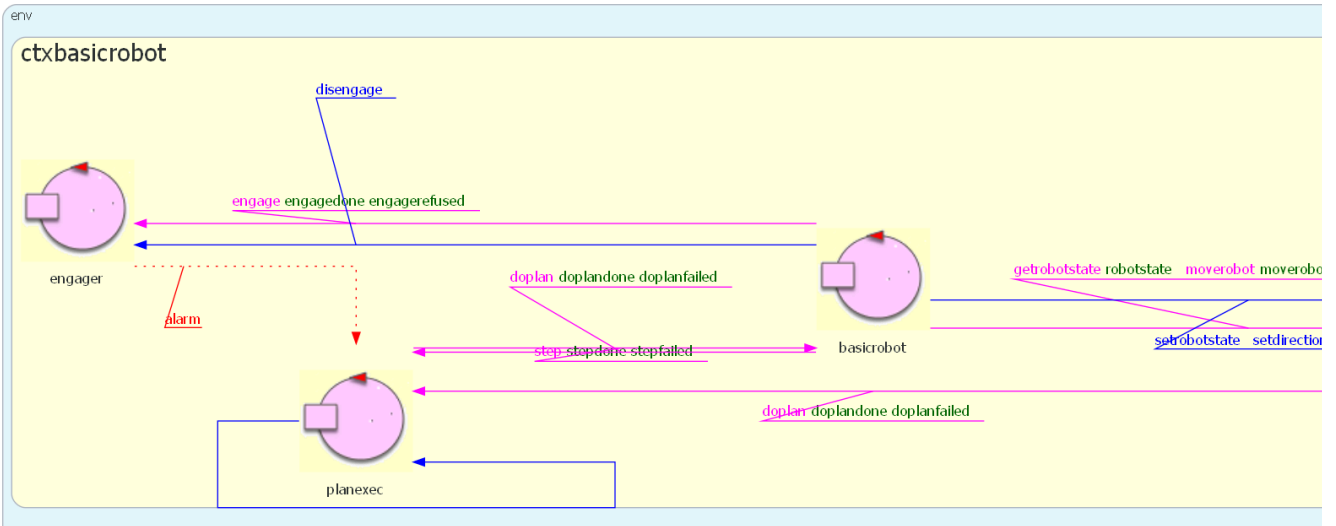 env
ctxbasicrobot
disengage
engage engagedone engagerefused
engager
doplan doplandone doplanfailed
getrobotstate robotstate moverobot moverobo
alarm
step stepdone stepfailed
basicrobot
setrobotstate setdirection
doplan doplandone doplanfailed
planexec